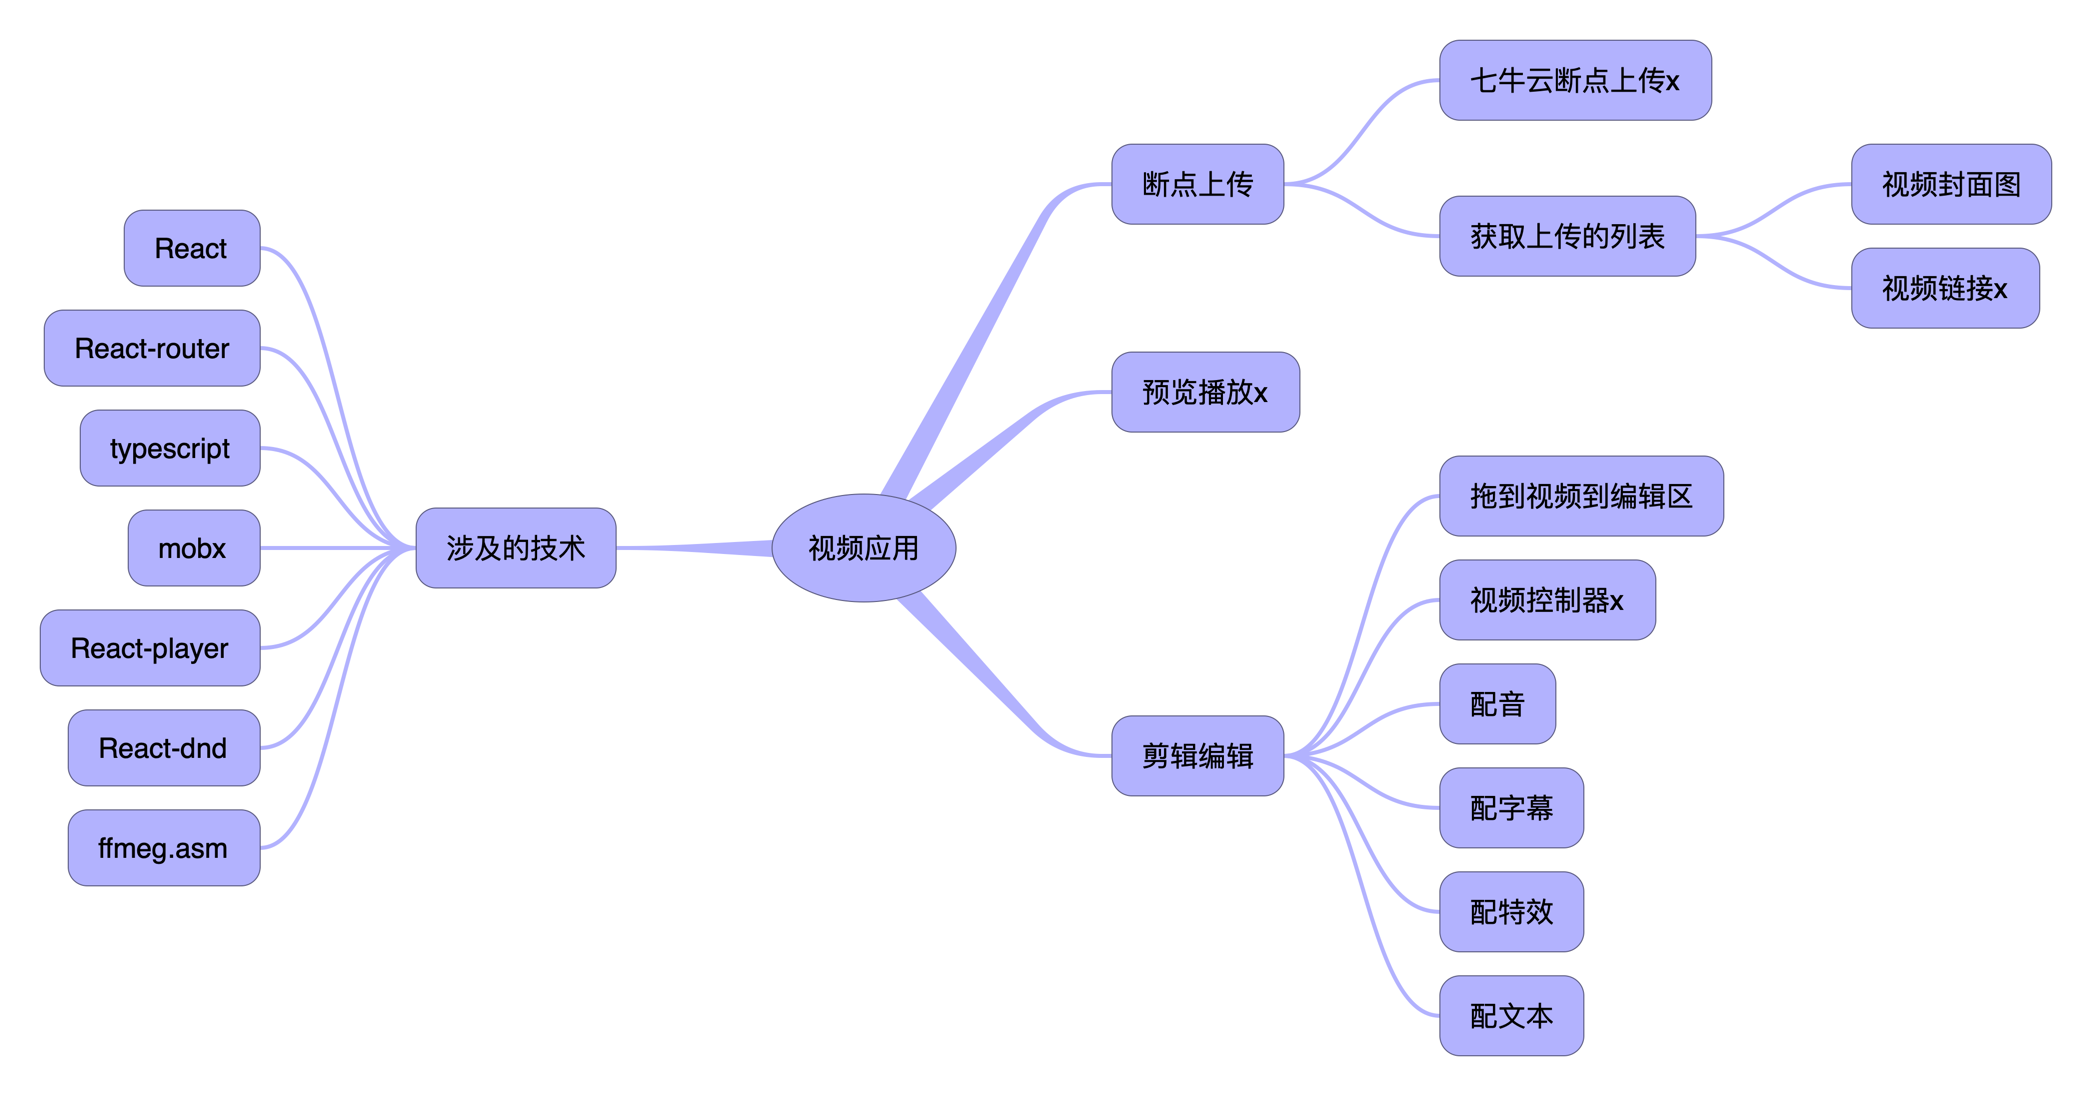 视频应用
涉及的技术
React
React-router
typescript
mobx
React-player
React-dnd
ffmeg.asm
断点上传
七牛云断点上传x
获取上传的列表
视频封面图
视频链接x
预览播放x
剪辑编辑
拖到视频到编辑区
视频控制器x
配音
配字幕
配特效
配文本